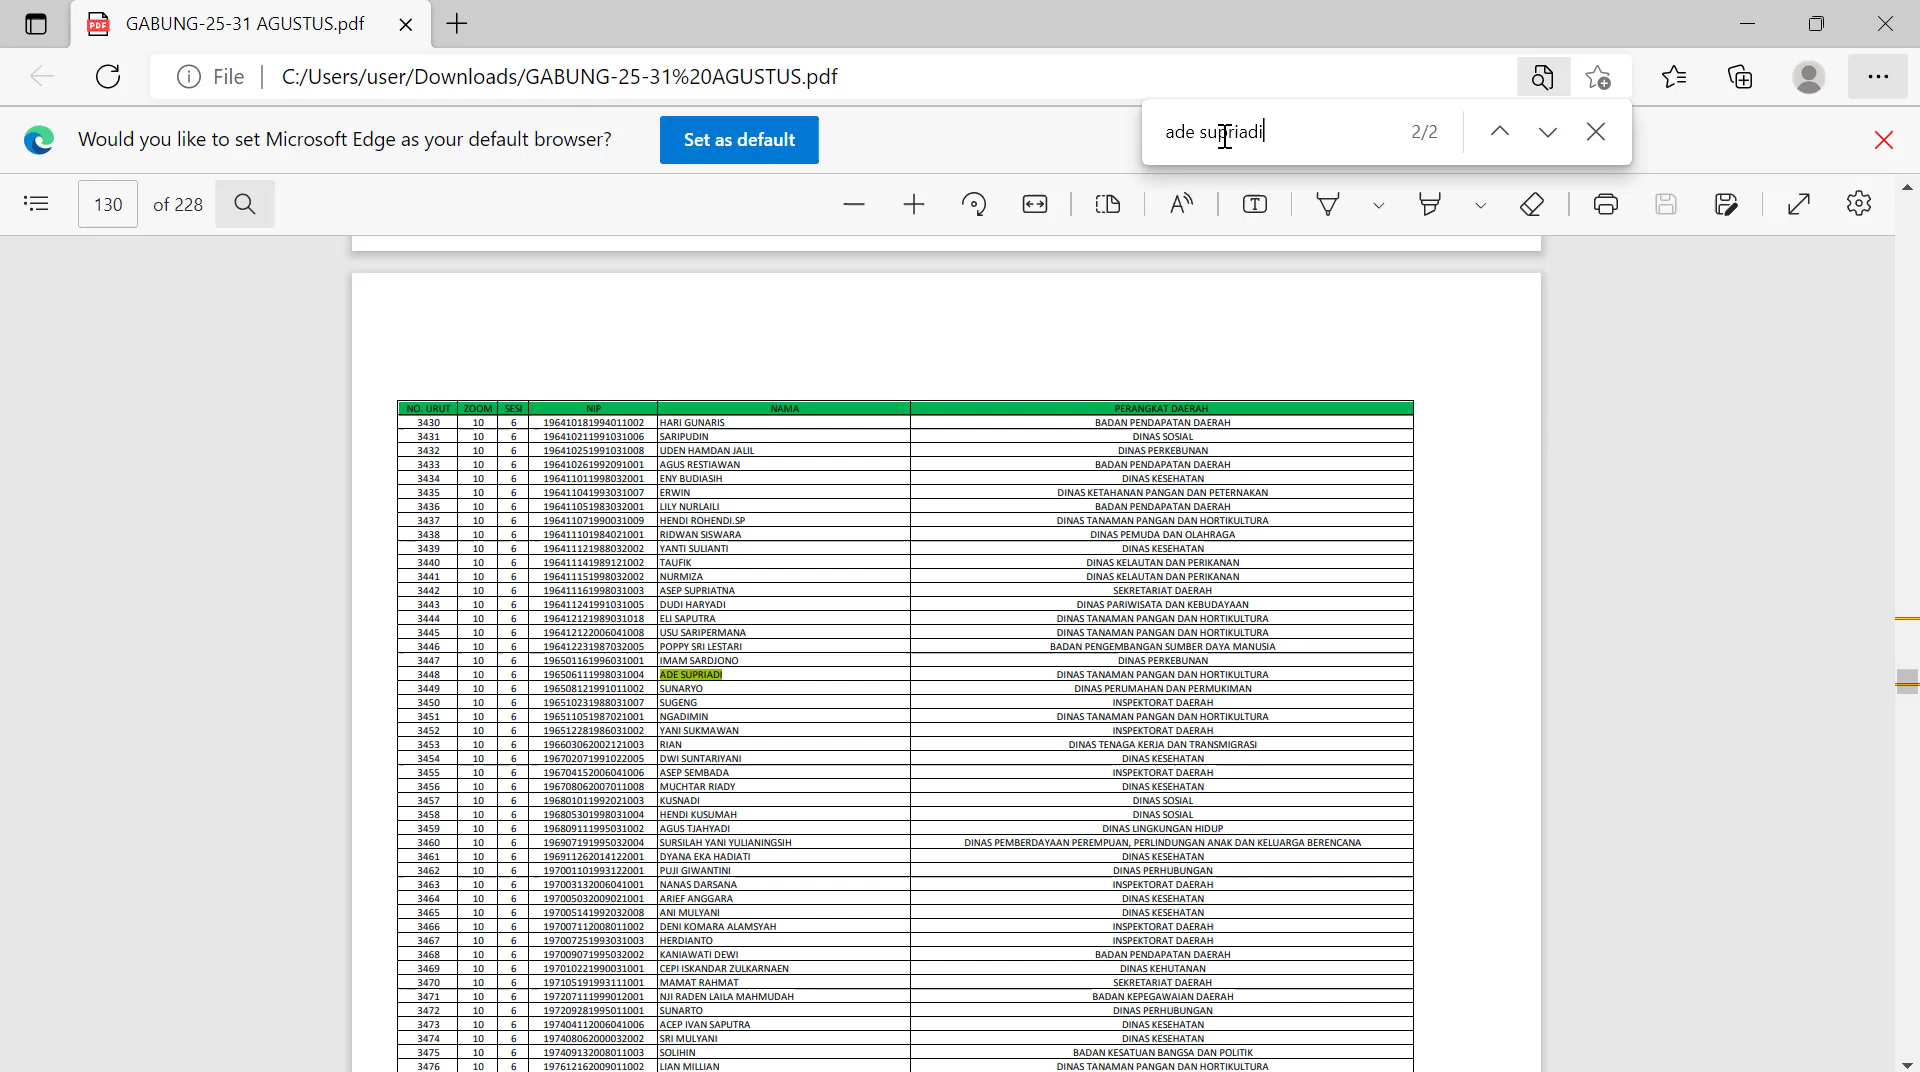 GABUNG-25-31 AGUSTUS.pdf
File C:/Users/user/Downloads/GABUNG-25-31%20AGUSTUS.pdf
Would you like to set Microsoft Edge as your default browser? Set as default
ade supriadi 2/2
130 of 228
NO. URUT ZOOM SESI NIP NAMA PERANGKAT DAERAH
3430 10 6 196410181994011002 HARI GUNARIS BADAN PENDAPATAN DAERAH
3431 10 6 196410211991031006 SARIPUDIN DINAS SOSIAL
3432 10 6 196410251991031008 UDEN HAMDAN JALIL DINAS PERKEBUNAN
3433 10 6 196410261992091001 AGUS RESTIAWAN BADAN PENDAPATAN DAERAH
3434 10 6 196411011998032001 ENY BUDIASIH DINAS KESEHATAN
3435 10 6 196411041993031007 ERWIN DINAS KETAHANAN PANGAN DAN PETERNAKAN
3436 10 6 196411051983032001 LILY NURLAILI BADAN PENDAPATAN DAERAH
3437 10 6 196411071990031009 HENDI ROHENDI.SP DINAS TANAMAN PANGAN DAN HORTIKULTURA
3438 10 6 196411101984021001 RIDWAN SISWARA DINAS PEMUDA DAN OLAHRAGA
3439 10 6 196411121988032002 YANTI SULIANTI DINAS KESEHATAN
3440 10 6 196411141989121002 TAUFIK DINAS KELAUTAN DAN PERIKANAN
3441 10 6 196411151998032002 NURMIZA DINAS KELAUTAN DAN PERIKANAN
3442 10 6 196411161998031003 ASEP SUPRIATNA SEKRETARIAT DAERAH
3443 10 6 196411241991031005 DUDI HARYADI DINAS PARIWISATA DAN KEBUDAYAAN
3444 10 6 196412121989031018 ELI SAPUTRA DINAS TANAMAN PANGAN DAN HORTIKULTURA
3445 10 6 196412122006041008 USU SARIPERMANA DINAS TANAMAN PANGAN DAN HORTIKULTURA
3446 10 6 196412231987032005 POPPY SRI LESTARI BADAN PENGEMBANGAN SUMBER DAYA MANUSIA
3447 10 6 196501161996031001 IMAM SARDJONO DINAS PERKEBUNAN
3448 10 6 196506111998031004 ADE SUPRIADI DINAS TANAMAN PANGAN DAN HORTIKULTURA
3449 10 6 196508121991011002 SUNARYO DINAS PERUMAHAN DAN PERMUKIMAN
3450 10 6 196510231988031007 SUGENG INSPEKTORAT DAERAH
3451 10 6 196511051987021001 NGADIMIN DINAS TANAMAN PANGAN DAN HORTIKULTURA
3452 10 6 196512281986031002 YANI SUKMAWAN INSPEKTORAT DAERAH
3453 10 6 196603062002121003 RIAN DINAS TENAGA KERJA DAN TRANSMIGRASI
3454 10 6 196702071991022005 DWI SUNTARIYANI DINAS KESEHATAN
3455 10 6 196704152006041006 ASEP SEMBADA INSPEKTORAT DAERAH
3456 10 6 196708062007011008 MUCHTAR RIADY DINAS KESEHATAN
3457 10 6 196801011992021003 KUSNADI DINAS SOSIAL
3458 10 6 196805301998031004 HENDI KUSUMAH DINAS SOSIAL
3459 10 6 196809111995031002 AGUS TJAHYADI DINAS LINGKUNGAN HIDUP
3460 10 6 196907191995032004 SURSILAH YANI YULIANINGSIH DINAS PEMBERDAYAAN PEREMPUAN, PERLINDUNGAN ANAK DAN KELUARGA BERENCANA
3461 10 6 196911262014122001 DYANA EKA HADIATI DINAS KESEHATAN
3462 10 6 197001101993122001 PUJI GIWANTINI DINAS PERHUBUNGAN
3463 10 6 197003132006041001 NANAS DARSANA INSPEKTORAT DAERAH
3464 10 6 197005032009021001 ARIEF ANGGARA DINAS KESEHATAN
3465 10 6 197005141992032008 ANI MULYANI DINAS KESEHATAN
3466 10 6 197007112008011002 DENI KOMARA ALAMSYAH INSPEKTORAT DAERAH
3467 10 6 197007251993031003 HERDIANTO INSPEKTORAT DAERAH
3468 10 6 197009071995032002 KANIAWATI DEWI BADAN PENDAPATAN DAERAH
3469 10 6 197010221990031001 CEPI ISKANDAR ZULKARNAEN DINAS KEHUTANAN
3470 10 6 197105191993111001 MAMAT RAHMAT SEKRETARIAT DAERAH
3471 10 6 197207111999012001 NJI RADEN LAILA MAHMUDAH BADAN KEPEGAWAIAN DAERAH
3472 10 6 197209281995011001 SUNARTO DINAS PERHUBUNGAN
3473 10 6 197404112006041006 ACEP IVAN SAPUTRA DINAS KESEHATAN
3474 10 6 197408062000032002 SRI MULYANI DINAS KESEHATAN
3475 10 6 197409132008011003 SOLIHIN BADAN KESATUAN BANGSA DAN POLITIK
3476 10 6 197612162009011002 LIAN MILLIAN DINAS TANAMAN PANGAN DAN HORTIKULTURA